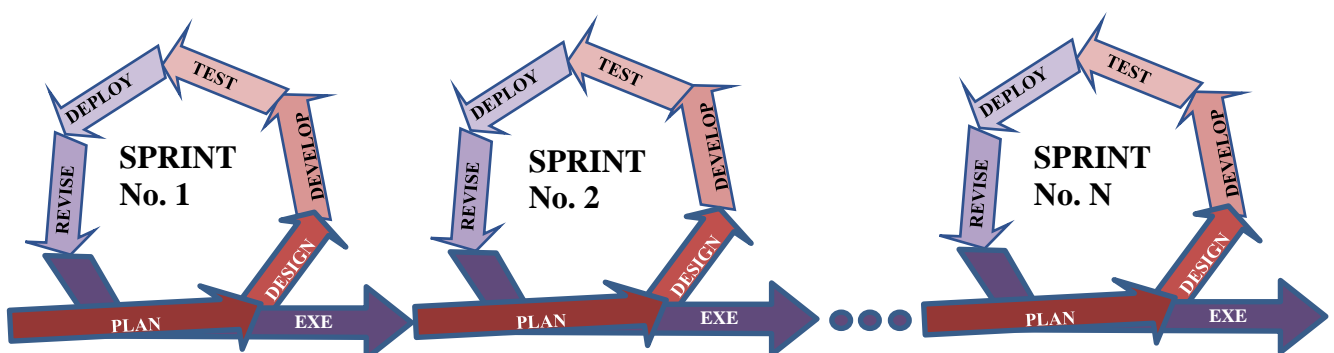 TEST
DEPLOY
SPRINT
No. 1
DEVELOP
REVISE
DESIGN
PLAN
EXE
TEST
DEPLOY
SPRINT
No. 2
DEVELOP
REVISE
DESIGN
PLAN
EXE
TEST
DEPLOY
SPRINT
No. N
DEVELOP
REVISE
DESIGN
PLAN
EXE